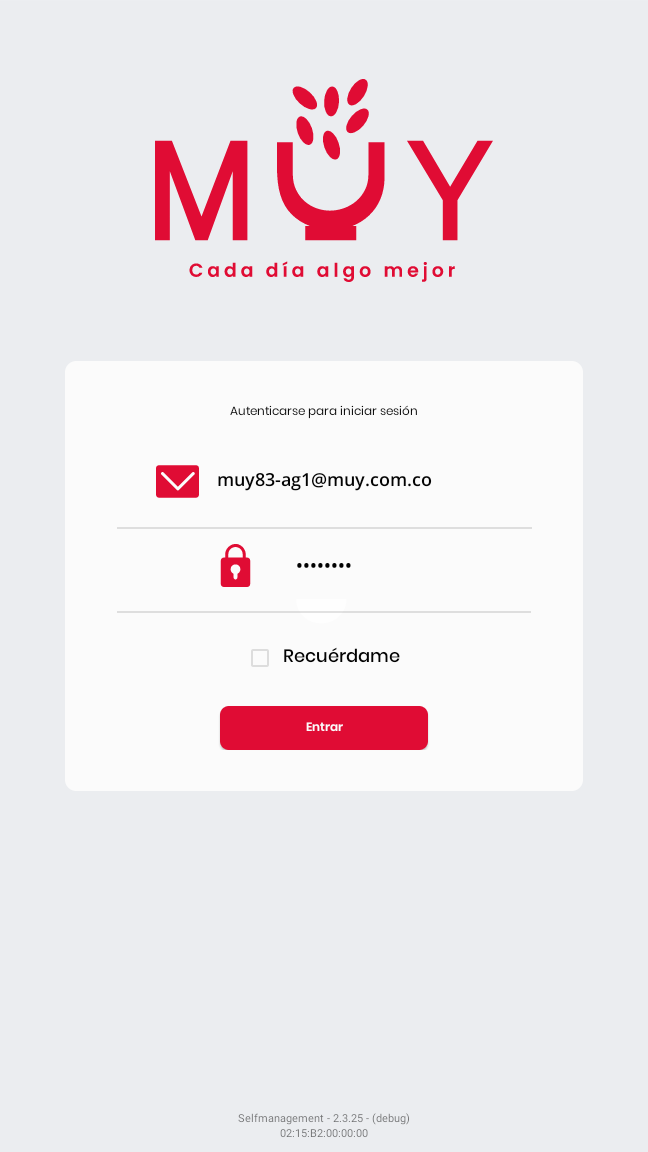 MUY
Cada día algo mejor
Autenticarse para iniciar sesión
muy83-ag1@muy.com.co
••••••••
Recuérdame
Entrar
Selfmanagement - 2.3.25 - (debug)
02:15:B2:00:00:00